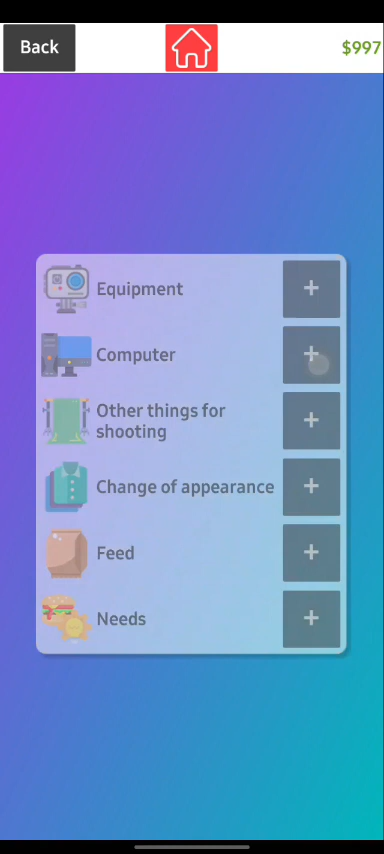 Back
$997
Equipment
+
Computer
+
Other things for
shooting
+
Change of appearance
+
Feed
+
Needs
+